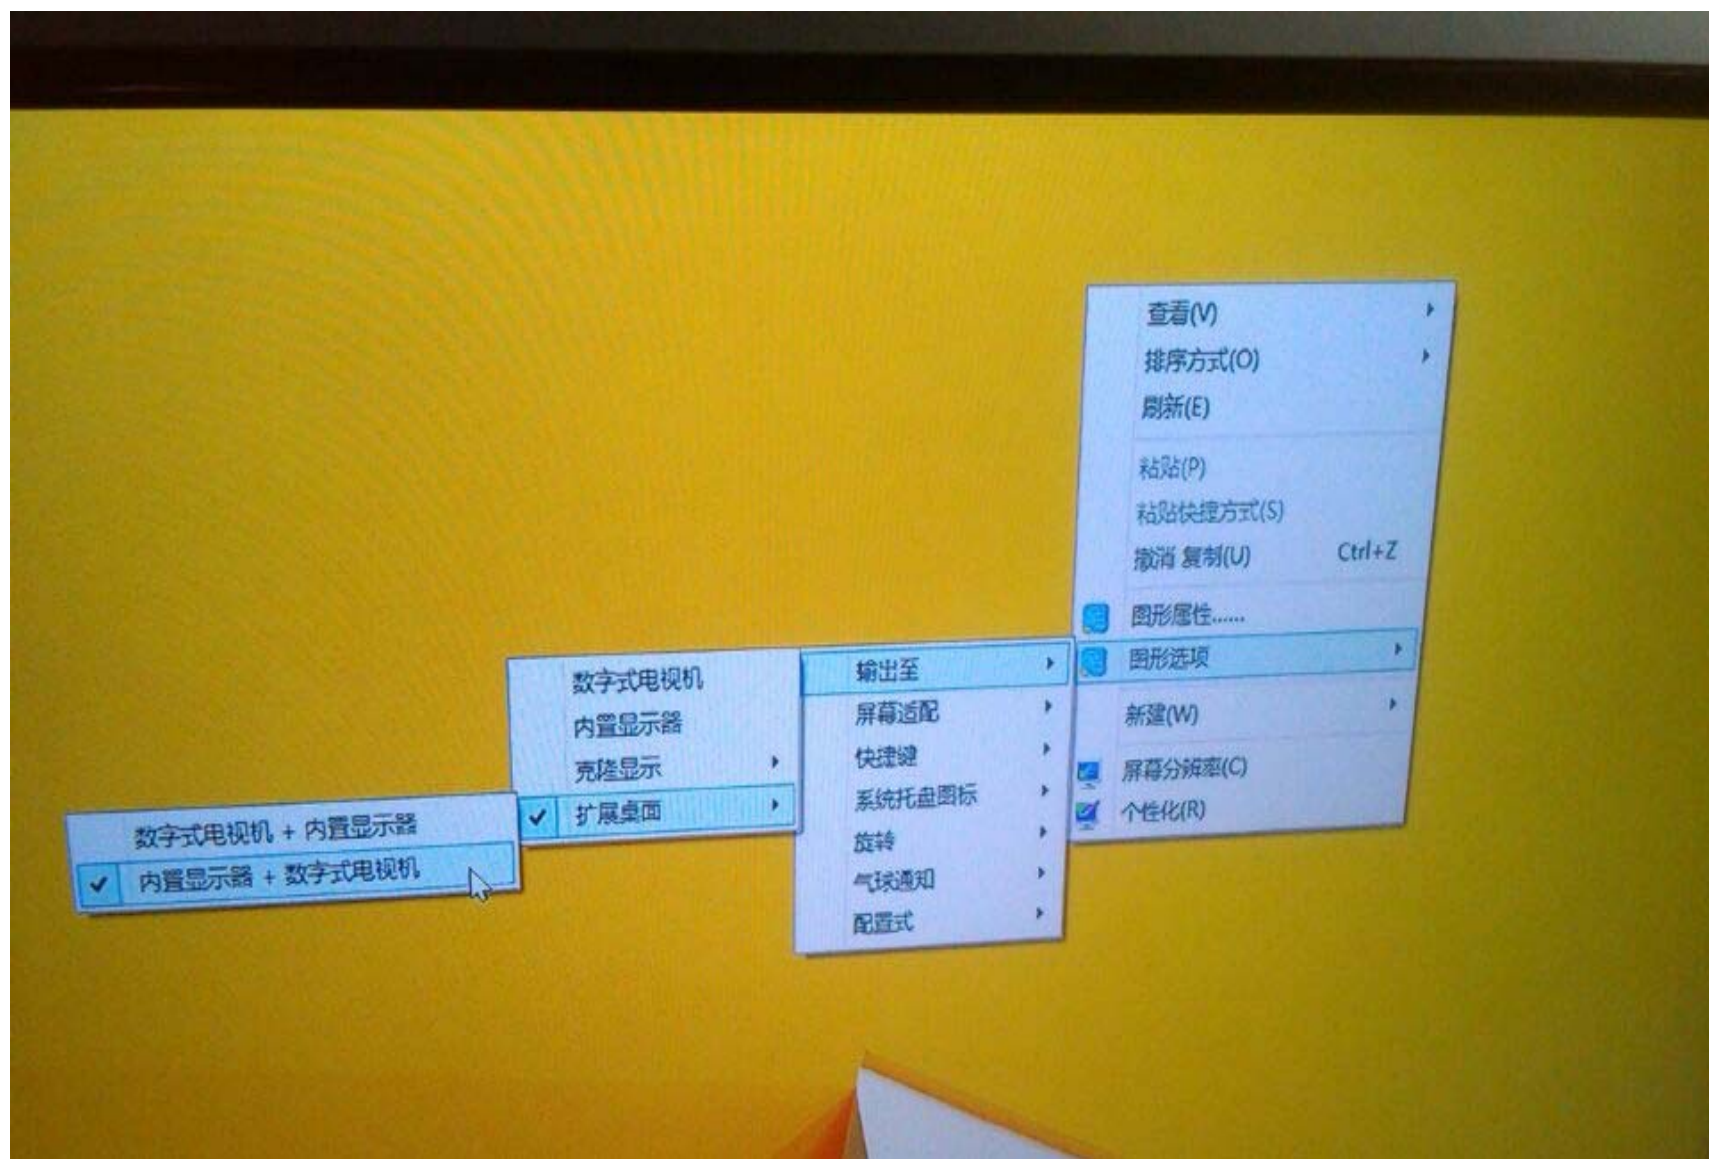 查看(V)
排序方式(O)
刷新(E)
粘贴(P)
粘贴快捷方式(S)
撤消 复制(U) Ctrl+Z
图形属性......
图形选项
新建(W)
屏幕分辨率(C)
个性化(R)
输出至
屏幕适配
快捷键
系统托盘图标
旋转
气球通知
配置式
数字式电视机
内置显示器
克隆显示
扩展桌面
数字式电视机 + 内置显示器
内置显示器 + 数字式电视机